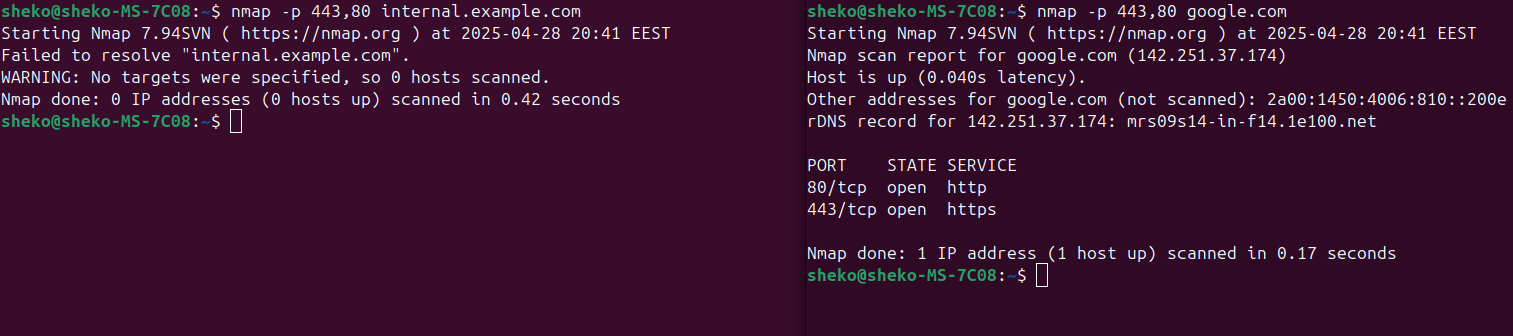 sheko@sheko-MS-7C08:~$ nmap -p 443,80 internal.example.com
Starting Nmap 7.94SVN ( https://nmap.org ) at 2025-04-28 20:41 EEST
Failed to resolve "internal.example.com".
WARNING: No targets were specified, so 0 hosts scanned.
Nmap done: 0 IP addresses (0 hosts up) scanned in 0.42 seconds
sheko@sheko-MS-7C08:~$
sheko@sheko-MS-7C08:~$ nmap -p 443,80 google.com
Starting Nmap 7.94SVN ( https://nmap.org ) at 2025-04-28 20:41 EEST
Nmap scan report for google.com (142.251.37.174)
Host is up (0.040s latency).
Other addresses for google.com (not scanned): 2a00:1450:4006:810::200e
rDNS record for 142.251.37.174: mrs09s14-in-f14.1e100.net
PORT    STATE SERVICE
80/tcp  open  http
443/tcp open  https
Nmap done: 1 IP address (1 host up) scanned in 0.17 seconds
sheko@sheko-MS-7C08:~$